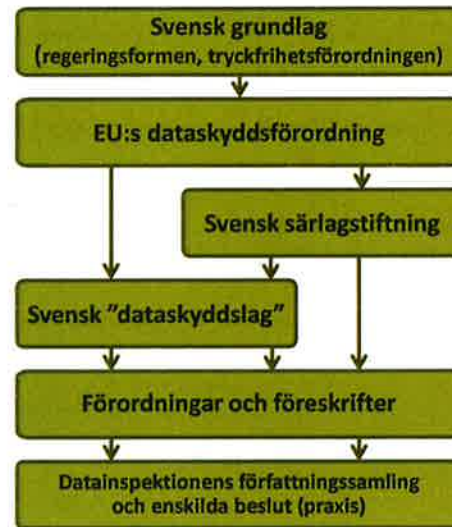 Svensk grundlag
(regeringsformen, tryckfrihetsförordningen)
EU:s dataskyddsförordning
Svensk särlagstiftning
Svensk ”dataskyddslag”
Förordningar och föreskrifter
Datainspektionens författningssamling
och enskilda beslut (praxis)